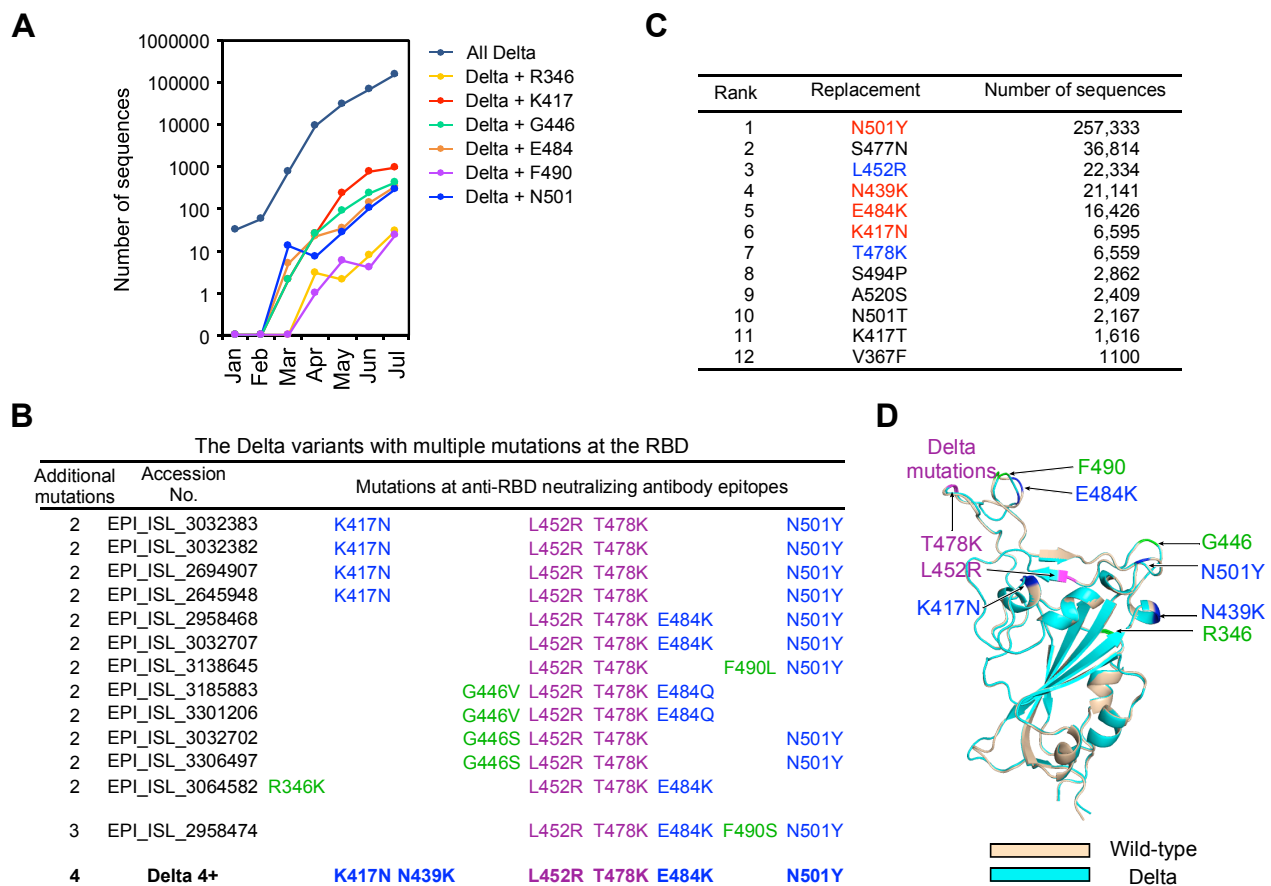 A
1000000
100000
10000
1000
100
10
1
0
Number of sequences
Jan
Feb
Mar
Apr
May
Jun
Jul
All Delta
Delta + R346
Delta + K417
Delta + G446
Delta + E484
Delta + F490
Delta + N501
C
Rank Replacement Number of sequences
1 N501Y 257,333
2 S477N 36,814
3 L452R 22,334
4 N439K 21,141
5 E484K 16,426
6 K417N 6,595
7 T478K 6,559
8 S494P 2,862
9 A520S 2,409
10 N501T 2,167
11 K417T 1,616
12 V367F 1100
B
The Delta variants with multiple mutations at the RBD
Additional mutations Accession No. Mutations at anti-RBD neutralizing antibody epitopes
2 EPI_ISL_3032383 K417N L452R T478K N501Y
2 EPI_ISL_3032382 K417N L452R T478K N501Y
2 EPI_ISL_2694907 K417N L452R T478K N501Y
2 EPI_ISL_2645948 K417N L452R T478K N501Y
2 EPI_ISL_2958468 L452R T478K E484K N501Y
2 EPI_ISL_3032707 L452R T478K E484K N501Y
2 EPI_ISL_3138645 L452R T478K F490L N501Y
2 EPI_ISL_3185883 G446V L452R T478K E484Q
2 EPI_ISL_3301206 G446V L452R T478K E484Q
2 EPI_ISL_3032702 G446S L452R T478K N501Y
2 EPI_ISL_3306497 G446S L452R T478K N501Y
2 EPI_ISL_3064582 R346K L452R T478K E484K
3 EPI_ISL_2958474 L452R T478K E484K F490S N501Y
4 Delta 4+ K417N N439K L452R T478K E484K N501Y
D
Delta
mutations
F490
E484K
G446
T478K
L452R
N501Y
K417N
N439K
R346
Wild-type
Delta